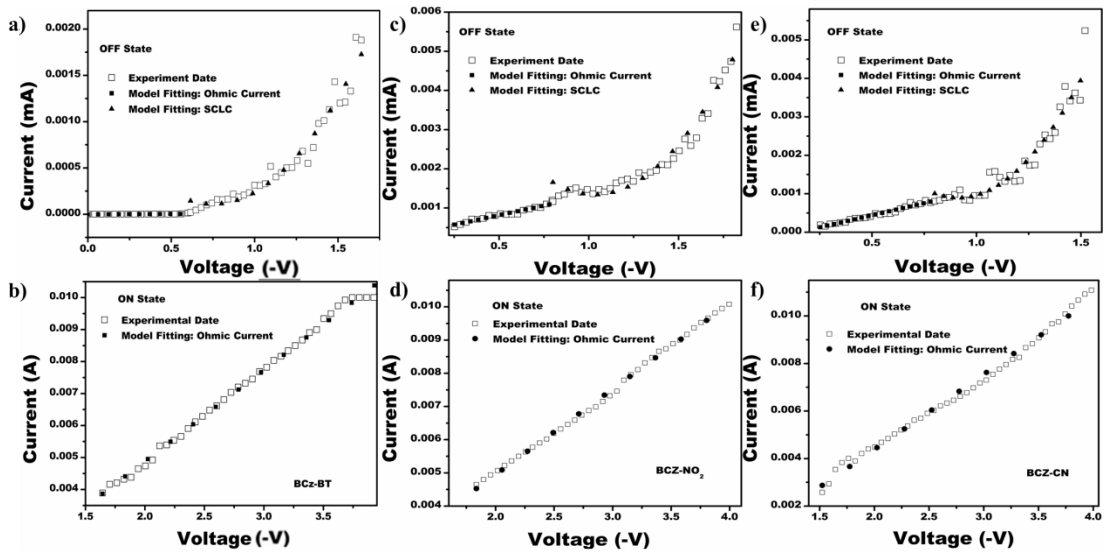 a)
0.0020
0.0015
0.0010
0.0005
0.0000
Current (mA)
OFF State
Experiment Date
Model Fitting: Ohmic Current
Model Fitting: SCLC
0.0
0.5
1.0
1.5
Voltage (-V)
c)
0.006
0.005
0.004
0.003
0.002
0.001
Current (mA)
OFF State
Experiment Date
Model Fitting: Ohmic Current
Model Fitting: SCLC
0.5
1.0
1.5
Voltage (-V)
e)
0.005
0.004
0.003
0.002
0.001
0.000
Current (mA)
OFF State
Experiment Date
Model Fitting: Ohmic Current
Model Fitting: SCLC
0.5
1.0
1.5
Voltage (-V)
b)
0.010
0.009
0.008
0.007
0.006
0.005
0.004
Current (A)
ON State
Experimental Date
Model Fitting: Ohmic Current
BCz-BT
1.5
2.0
2.5
3.0
3.5
Voltage (-V)
d)
0.010
0.009
0.008
0.007
0.006
0.005
0.004
Current (A)
ON State
Experimental Date
Model Fitting: Ohmic Current
BCZ-NO₂
2.0
2.5
3.0
3.5
4.0
Voltage (-V)
f)
0.010
0.008
0.006
0.004
0.002
Current (A)
ON State
Experimental Date
Model Fitting: Ohmic Current
BCZ-CN
1.5
2.0
2.5
3.0
3.5
4.0
Voltage (-V)